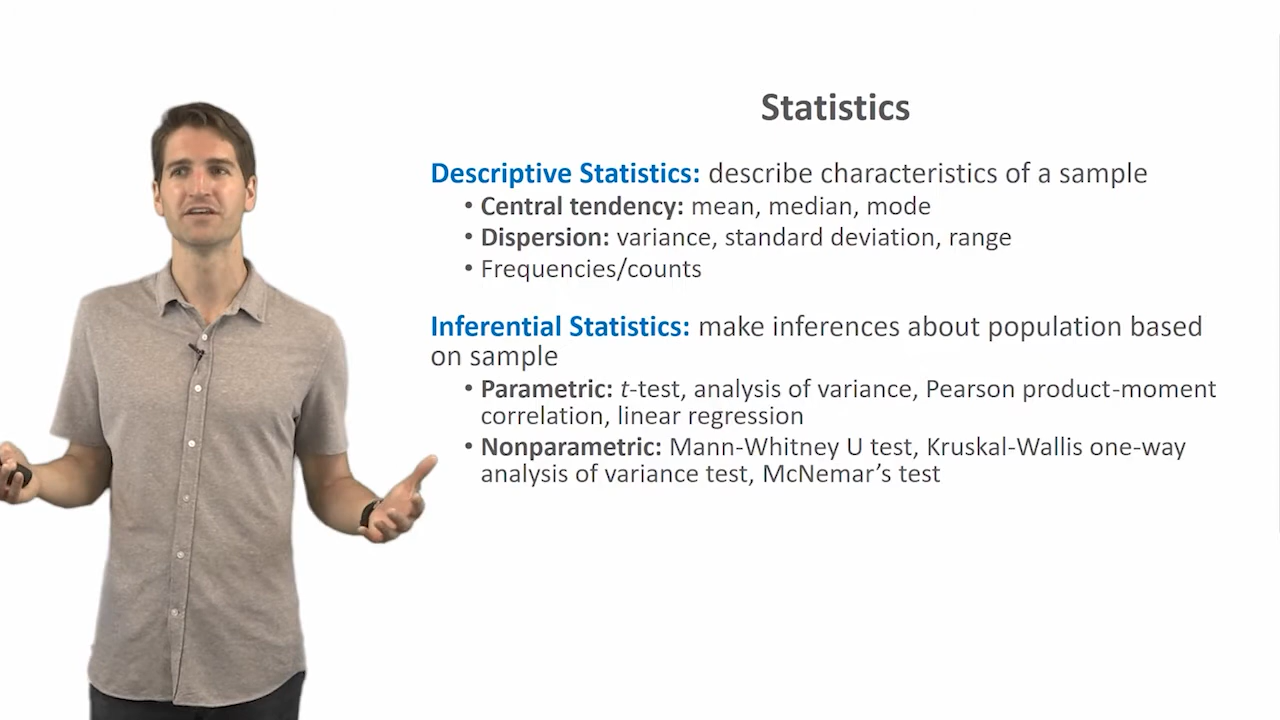 Statistics
Descriptive Statistics: describe characteristics of a sample
• Central tendency: mean, median, mode
• Dispersion: variance, standard deviation, range
• Frequencies/counts
Inferential Statistics: make inferences about population based
on sample
• Parametric: t-test, analysis of variance, Pearson product-moment
correlation, linear regression
• Nonparametric: Mann-Whitney U test, Kruskal-Wallis one-way
analysis of variance test, McNemar’s test